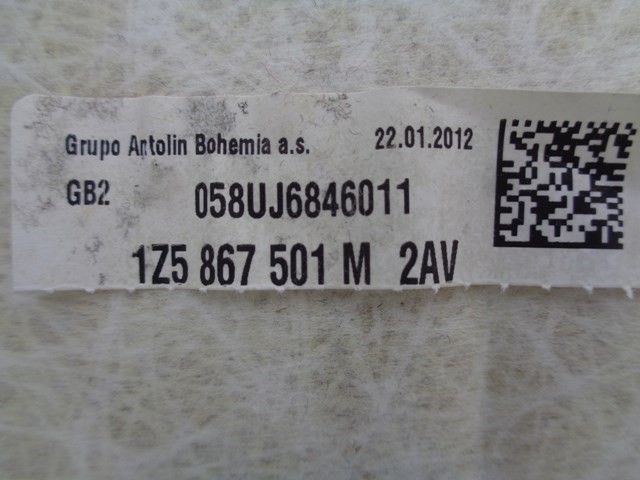 Grupo Antolin Bohemia a.s. 22.01.2012
GB2 058UJ6846011
1Z5 867 501 M 2AV